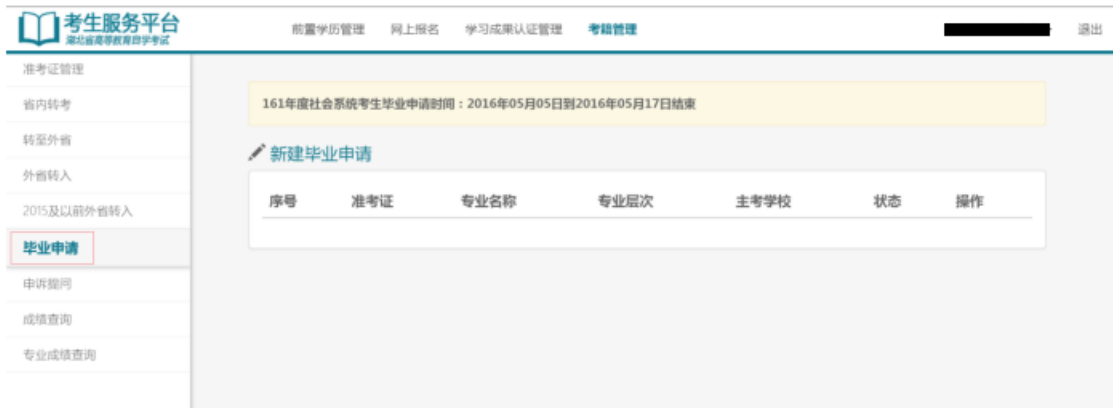 考生服务平台
湖北省高等教育自学考试
前置学历管理 网上报名 学习成果认证管理 考籍管理 退出
准考证管理
省内转考
转至外省
外省转入
2015及以前外省转入
毕业申请
申诉提问
成绩查询
专业成绩查询
161年度社会系统考生毕业申请时间：2016年05月05日到2016年05月17日结束
新建毕业申请
序号 准考证 专业名称 专业层次 主考学校 状态 操作